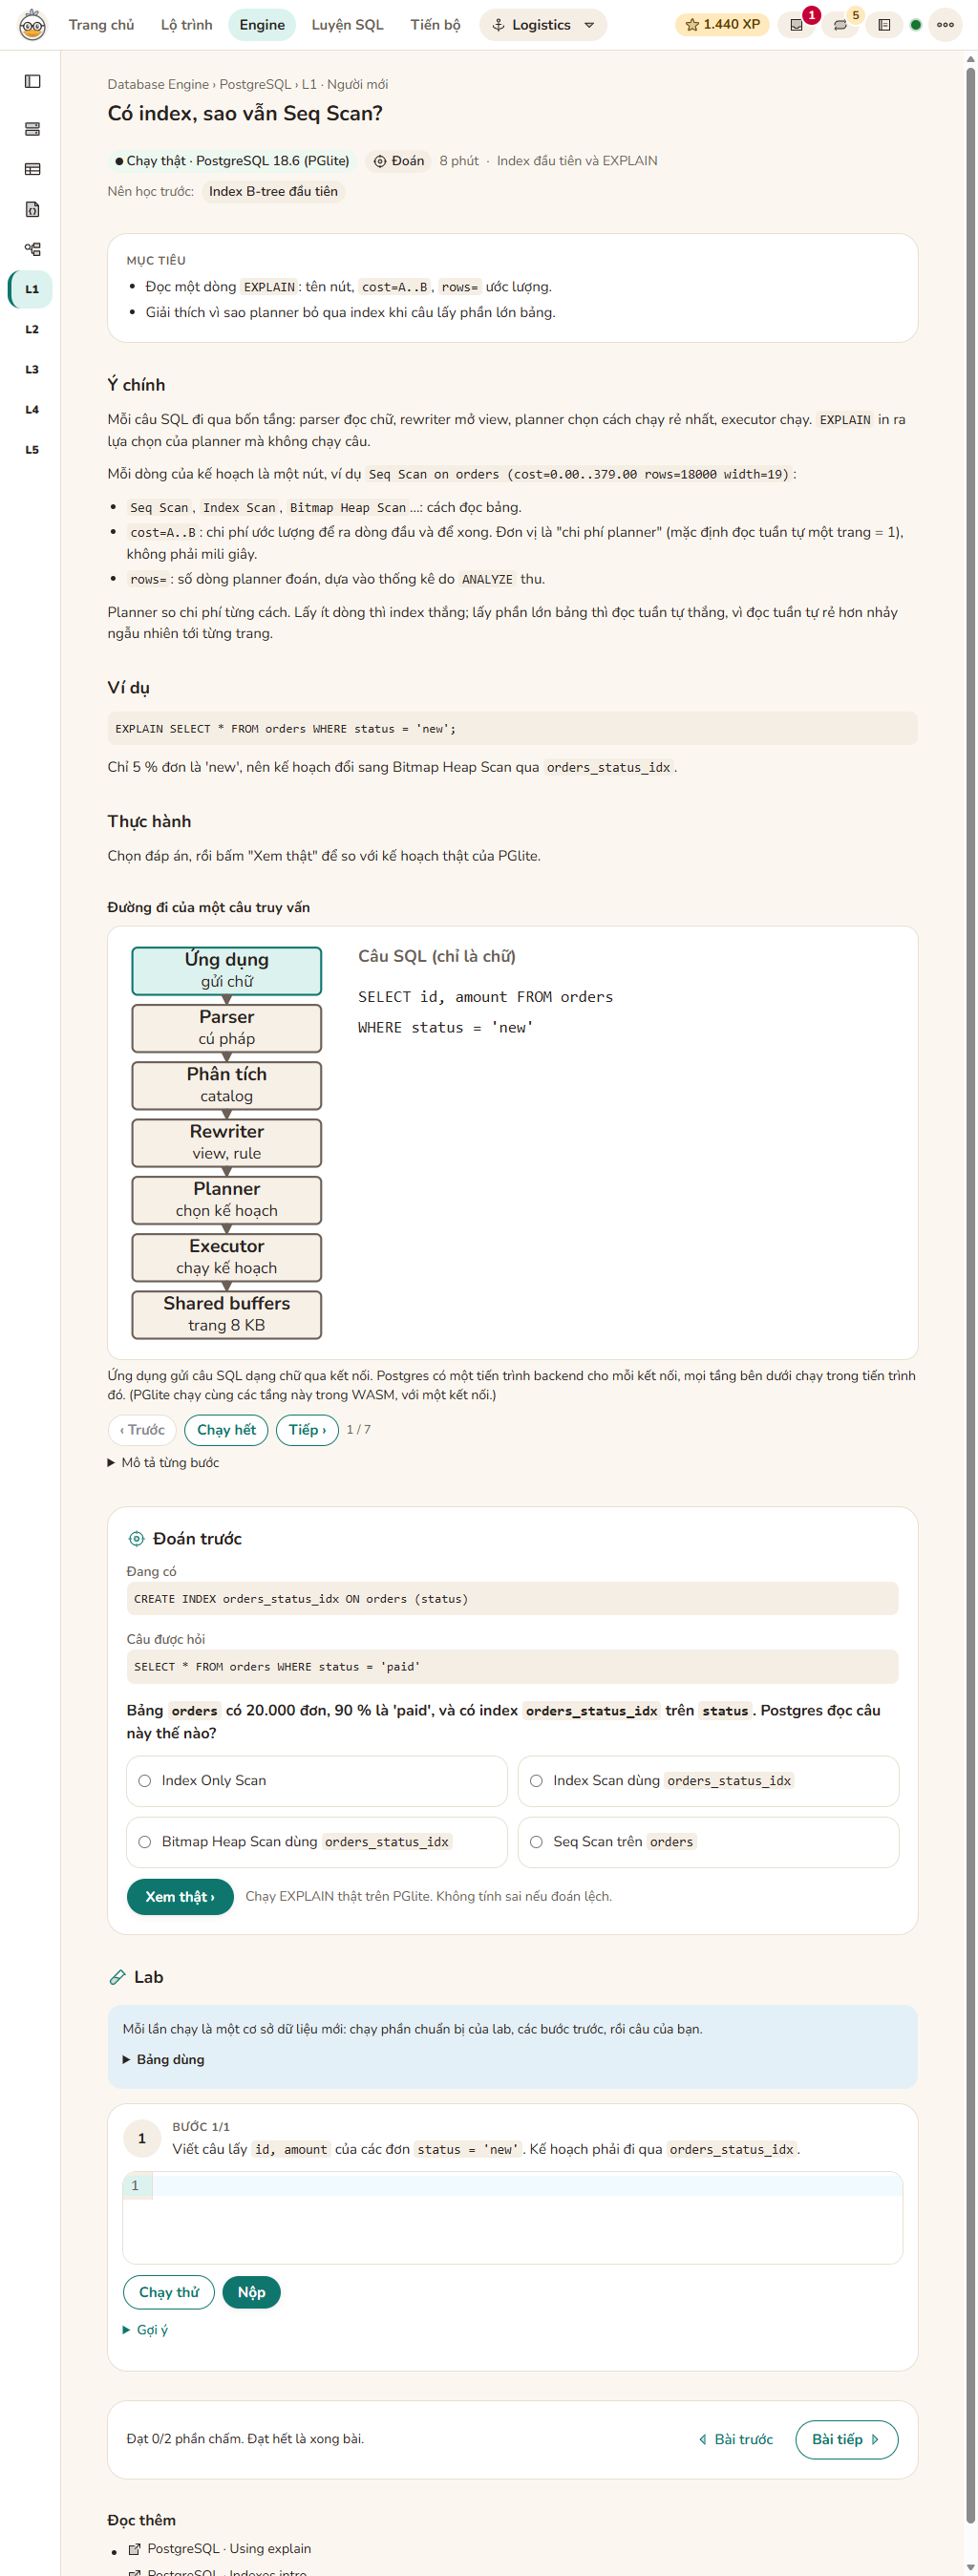 Trang chủ Lộ trình Engine Luyện SQL Tiến bộ Logistics 1.440 XP 1 5
Database Engine › PostgreSQL › L1 · Người mới
Có index, sao vẫn Seq Scan?
Chạy thật · PostgreSQL 18.6 (PGlite) Đoán 8 phút · Index đầu tiên và EXPLAIN
Nên học trước: Index B-tree đầu tiên
L1
L2
L3
L4
L5
MỤC TIÊU
Đọc một dòng EXPLAIN: tên nút, cost=A..B, rows= ước lượng.
Giải thích vì sao planner bỏ qua index khi câu lấy phần lớn bảng.
Ý chính
Mỗi câu SQL đi qua bốn tầng: parser đọc chữ, rewriter mở view, planner chọn cách chạy rẻ nhất, executor chạy. EXPLAIN in ra
lựa chọn của planner mà không chạy câu.
Mỗi dòng của kế hoạch là một nút, ví dụ Seq Scan on orders (cost=0.00..379.00 rows=18000 width=19):
Seq Scan, Index Scan, Bitmap Heap Scan…: cách đọc bảng.
cost=A..B: chi phí ước lượng để ra dòng đầu và để xong. Đơn vị là "chi phí planner" (mặc định đọc tuần tự một trang = 1),
không phải mili giây.
rows=: số dòng planner đoán, dựa vào thống kê do ANALYZE thu.
Planner so chi phí từng cách. Lấy ít dòng thì index thắng; lấy phần lớn bảng thì đọc tuần tự thắng, vì đọc tuần tự rẻ hơn nhảy
ngẫu nhiên tới từng trang.
Ví dụ
EXPLAIN SELECT * FROM orders WHERE status = 'new';
Chỉ 5 % đơn là 'new', nên kế hoạch đổi sang Bitmap Heap Scan qua orders_status_idx.
Thực hành
Chọn đáp án, rồi bấm "Xem thật" để so với kế hoạch thật của PGlite.
Đường đi của một câu truy vấn
Ứng dụng
gửi chữ
Parser
cú pháp
Phân tích
catalog
Rewriter
view, rule
Planner
chọn kế hoạch
Executor
chạy kế hoạch
Shared buffers
trang 8 KB
Câu SQL (chỉ là chữ)
SELECT id, amount FROM orders
WHERE status = 'new'
Ứng dụng gửi câu SQL dạng chữ qua kết nối. Postgres có một tiến trình backend cho mỗi kết nối, mọi tầng bên dưới chạy trong tiến trình
đó. (PGlite chạy cùng các tầng này trong WASM, với một kết nối.)
‹ Trước Chạy hết Tiếp › 1 / 7
Mô tả từng bước
Đoán trước
Đang có
CREATE INDEX orders_status_idx ON orders (status)
Câu được hỏi
SELECT * FROM orders WHERE status = 'paid'
Bảng orders có 20.000 đơn, 90 % là 'paid', và có index orders_status_idx trên status. Postgres đọc câu
này thế nào?
Index Only Scan
Index Scan dùng orders_status_idx
Bitmap Heap Scan dùng orders_status_idx
Seq Scan trên orders
Xem thật › Chạy EXPLAIN thật trên PGlite. Không tính sai nếu đoán lệch.
Lab
Mỗi lần chạy là một cơ sở dữ liệu mới: chạy phần chuẩn bị của lab, các bước trước, rồi câu của bạn.
Bảng dùng
1
BƯỚC 1/1
Viết câu lấy id, amount của các đơn status = 'new'. Kế hoạch phải đi qua orders_status_idx.
1
Chạy thử Nộp
Gợi ý
Đạt 0/2 phần chấm. Đạt hết là xong bài. Bài trước Bài tiếp
Đọc thêm
PostgreSQL · Using explain
PostgreSQL · Indexes intro